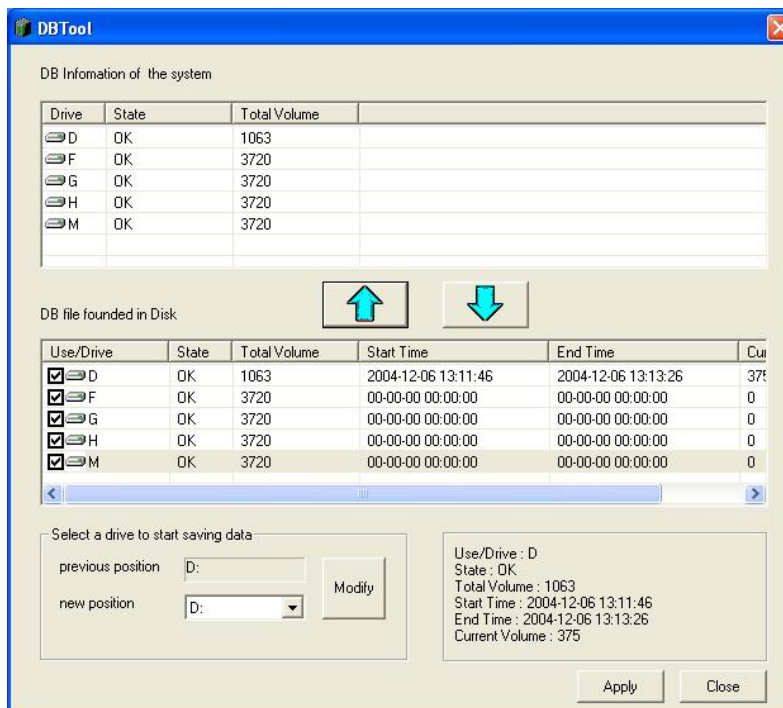 DBTool
DB Infomation of the system
Drive State Total Volume
D OK 1063
F OK 3720
G OK 3720
H OK 3720
M OK 3720
DB file founded in Disk
Use/Drive State Total Volume Start Time End Time Cur
D OK 1063 2004-12-06 13:11:46 2004-12-06 13:13:26 375
F OK 3720 00-00-00 00:00:00 00-00-00 00:00:00 0
G OK 3720 00-00-00 00:00:00 00-00-00 00:00:00 0
H OK 3720 00-00-00 00:00:00 00-00-00 00:00:00 0
M OK 3720 00-00-00 00:00:00 00-00-00 00:00:00 0
Select a drive to start saving data
previous position D:
Modify
new position D:
Use/Drive : D
State : OK
Total Volume : 1063
Start Time : 2004-12-06 13:11:46
End Time : 2004-12-06 13:13:26
Current Volume : 375
Apply Close